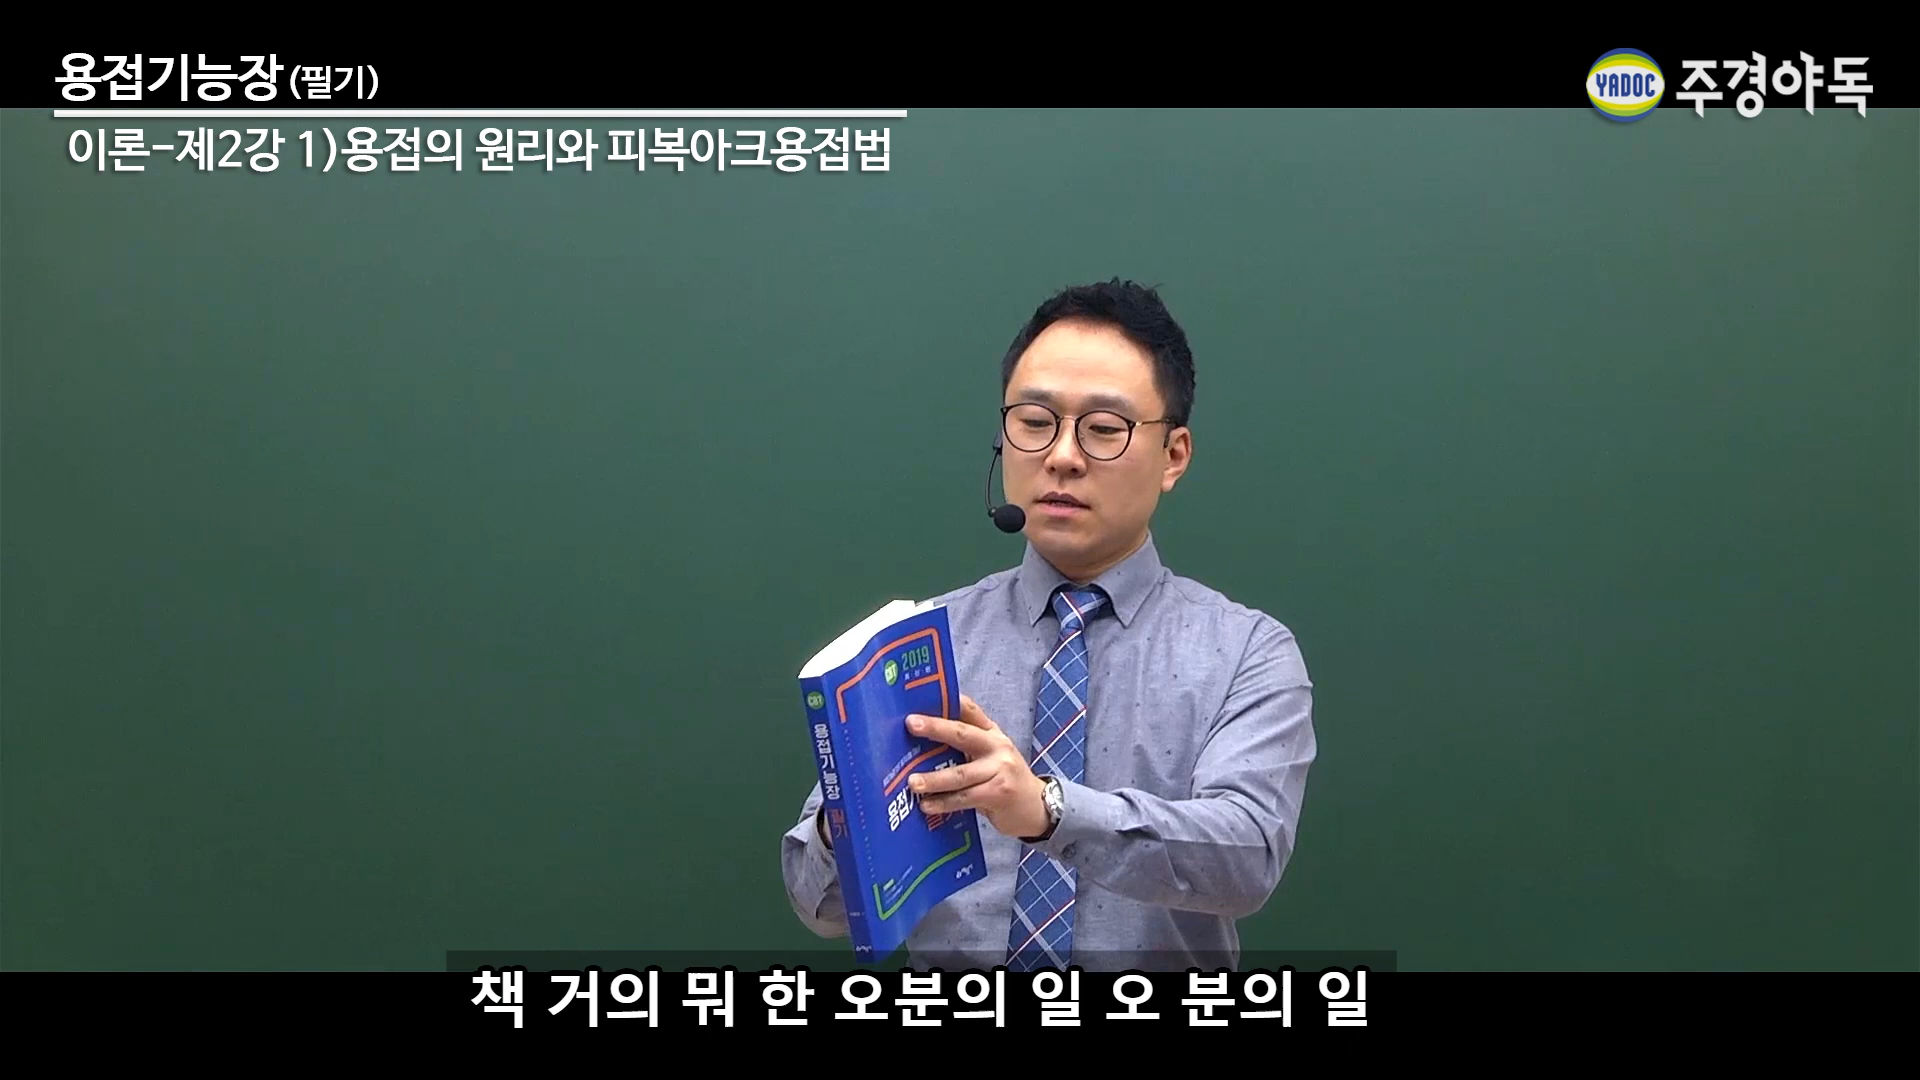 용접기능장(필기)
YADOC 주경야독
이론-제2강 1)용접의 원리와 피복아크용접법
CBT 2019
CBT 용접기능장 필기
책 거의 뭐 한 오분의 일 오 분의 일